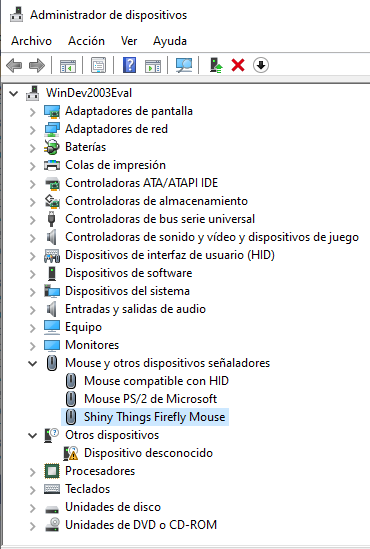 Administrador de dispositivos
Archivo Acción Ver Ayuda
WinDev2003Eval
Adaptadores de pantalla
Adaptadores de red
Baterías
Colas de impresión
Controladoras ATA/ATAPI IDE
Controladoras de almacenamiento
Controladoras de bus serie universal
Controladoras de sonido y vídeo y dispositivos de juego
Dispositivos de interfaz de usuario (HID)
Dispositivos de software
Dispositivos del sistema
Entradas y salidas de audio
Equipo
Monitores
Mouse y otros dispositivos señaladores
Mouse compatible con HID
Mouse PS/2 de Microsoft
Shiny Things Firefly Mouse
Otros dispositivos
Dispositivo desconocido
Procesadores
Teclados
Unidades de disco
Unidades de DVD o CD-ROM